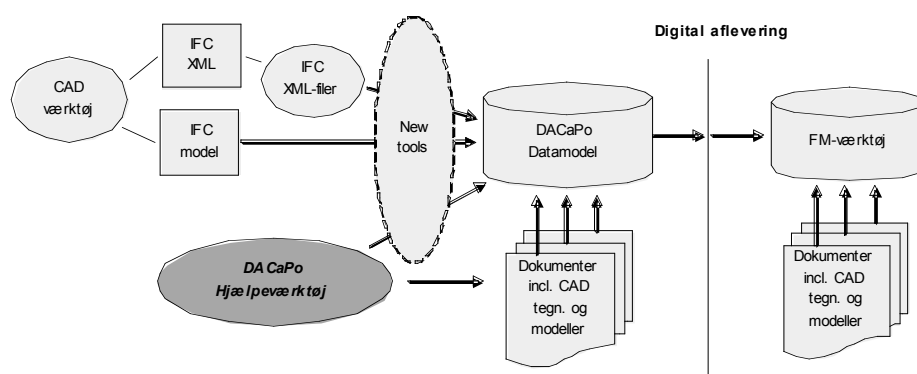 Digital aflevering
IFC
XML
IFC
XML-filer
CAD
værktøj
IFC
model
New
tools
DACaPo
Datamodel
FM-værktøj
DACaPo
Hjælpeværktøj
Dokumenter
incl. CAD
tegn. og
modeller
Dokumenter
incl. CAD
tegn. og
modeller